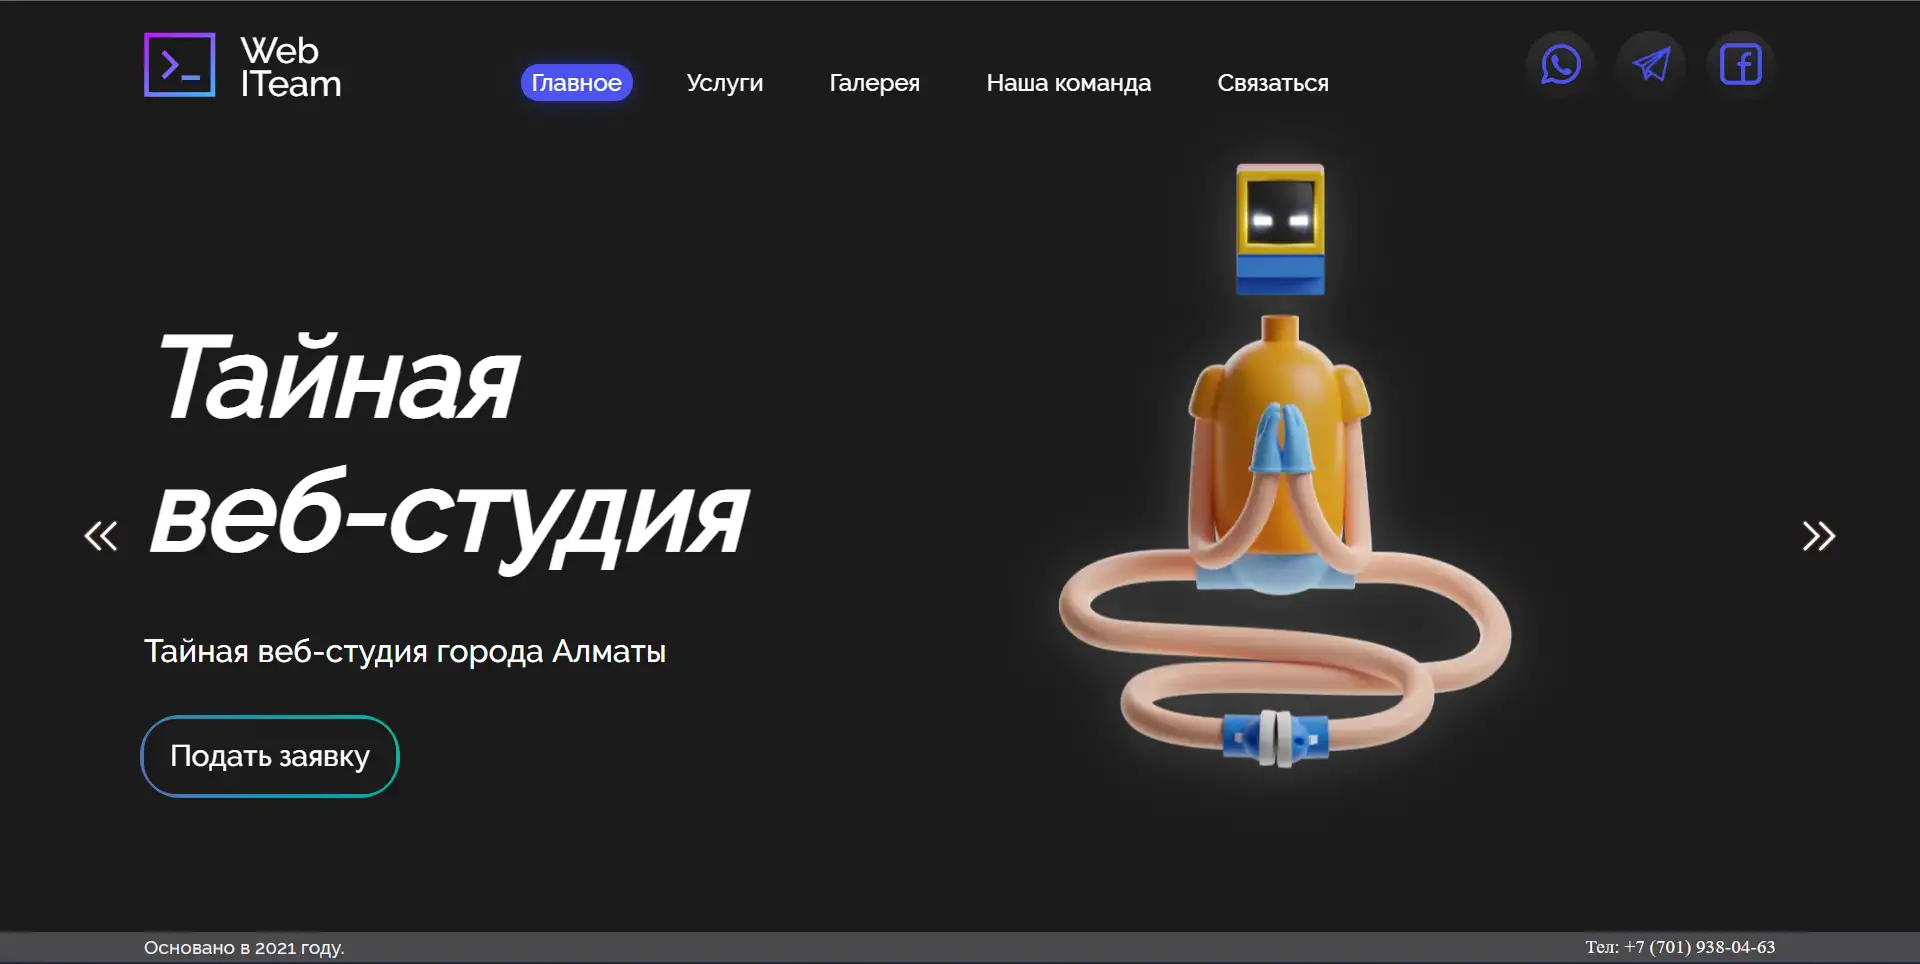 Web
ITeam
Главное
Услуги
Галерея
Наша команда
Связаться
Тайная
веб-студия
Тайная веб-студия города Алматы
Подать заявку
Основано в 2021 году.
Тел: +7 (701) 938-04-63